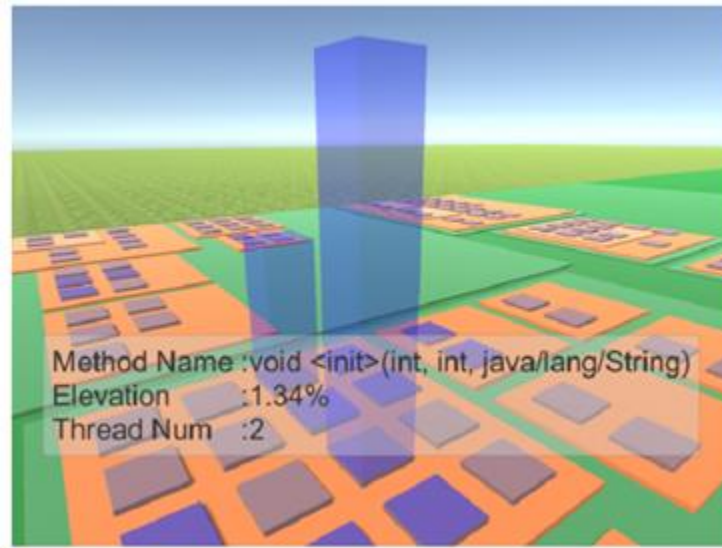 Method Name :void <init>(int, int, java/lang/String)
Elevation :1.34%
Thread Num :2